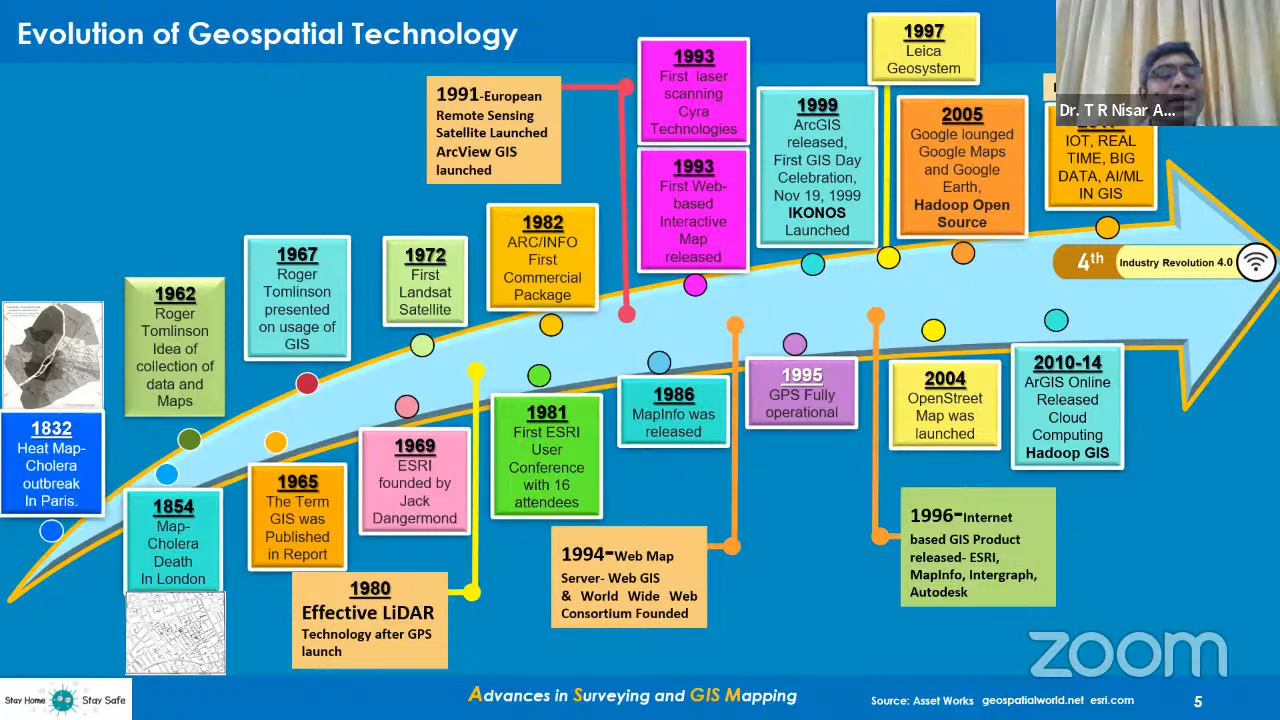 Evolution of Geospatial Technology
1832
Heat Map-
Cholera
outbreak
In Paris.
1854
Map-
Cholera
Death
In London
1962
Roger
Tomlinson
Idea of
collection of
data and
Maps
1965
The Term
GIS was
Published
in Report
1967
Roger
Tomlinson
presented
on usage of
GIS
1969
ESRI
founded by
Jack
Dangermond
1972
First
Landsat
Satellite
1980
Effective LiDAR
Technology after GPS
launch
1981
First ESRI
User
Conference
with 16
attendees
1982
ARC/INFO
First
Commercial
Package
1986
MapInfo was
released
1991-European
Remote Sensing
Satellite Launched
ArcView GIS
launched
1993
First laser
scanning
Cyra
Technologies
1993
First Web-
based
Interactive
Map
released
1994-Web Map
Server- Web GIS
& World Wide Web
Consortium Founded
1995
GPS Fully
operational
1996-Internet
based GIS Product
released- ESRI,
MapInfo, Intergraph,
Autodesk
1997
Leica
Geosystem
1999
ArcGIS
released,
First GIS Day
Celebration,
Nov 19, 1999
IKONOS
Launched
2004
OpenStreet
Map was
launched
2005
Google lounged
Google Maps
and Google
Earth,
Hadoop Open
Source
2010-14
ArGIS Online
Released
Cloud
Computing
Hadoop GIS
IOT, REAL
TIME, BIG
DATA, AI/ML
IN GIS
4th Industry Revolution 4.0
Dr. T R Nisar A...
zoom
Stay Home Stay Safe
Advances in Surveying and GIS Mapping
Source: Asset Works geospatialworld.net esri.com
5